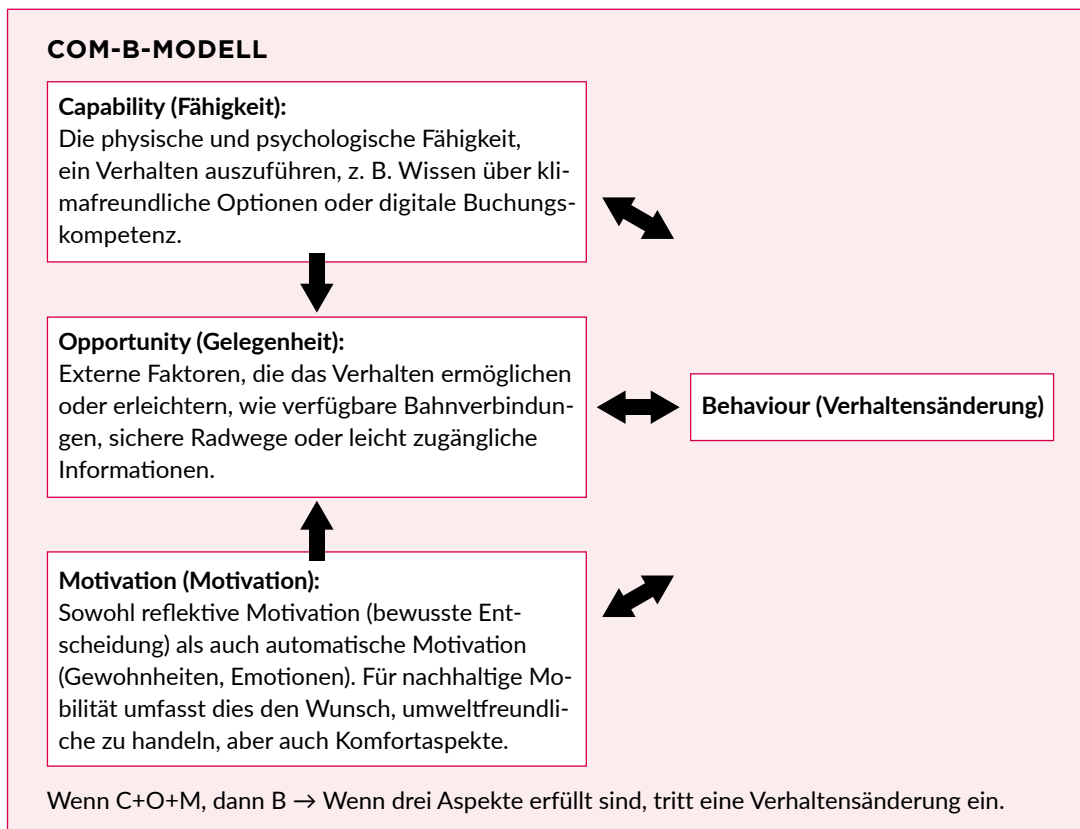 COM-B-MODELL
Capability (Fähigkeit):
Die physische und psychologische Fähigkeit,
ein Verhalten auszuführen, z. B. Wissen über kli-
mafreundliche Optionen oder digitale Buchungs-
kompetenz.
Opportunity (Gelegenheit):
Externe Faktoren, die das Verhalten ermöglichen
oder erleichtern, wie verfügbare Bahnverbindun-
gen, sichere Radwege oder leicht zugängliche
Informationen.
Behaviour (Verhaltensänderung)
Motivation (Motivation):
Sowohl reflektive Motivation (bewusste Ent-
scheidung) als auch automatische Motivation
(Gewohnheiten, Emotionen). Für nachhaltige Mo-
bilität umfasst dies den Wunsch, umweltfreundli-
che zu handeln, aber auch Komfortaspekte.
Wenn C+O+M, dann B → Wenn drei Aspekte erfüllt sind, tritt eine Verhaltensänderung ein.